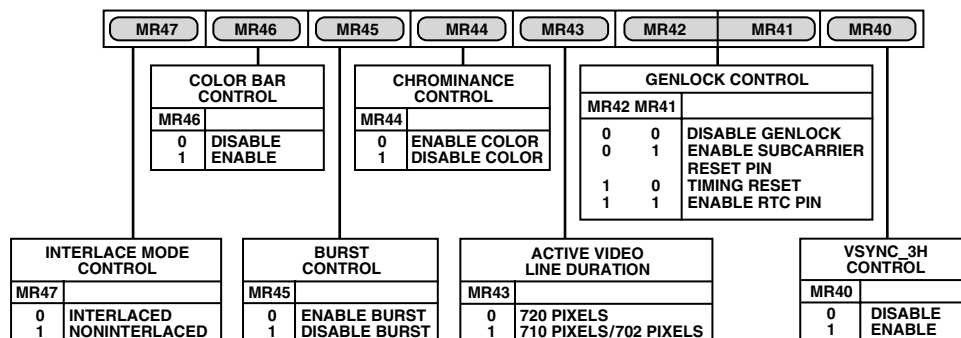 MR47 MR46 MR45 MR44 MR43 MR42 MR41 MR40
COLOR BAR
CONTROL
MR46
0 DISABLE
1 ENABLE
CHROMINANCE
CONTROL
MR44
0 ENABLE COLOR
1 DISABLE COLOR
GENLOCK CONTROL
MR42 MR41
0 0 DISABLE GENLOCK
0 1 ENABLE SUBCARRIER
RESET PIN
1 0 TIMING RESET
1 1 ENABLE RTC PIN
INTERLACE MODE
CONTROL
MR47
0 INTERLACED
1 NONINTERLACED
BURST
CONTROL
MR45
0 ENABLE BURST
1 DISABLE BURST
ACTIVE VIDEO
LINE DURATION
MR43
0 720 PIXELS
1 710 PIXELS/702 PIXELS
VSYNC_3H
CONTROL
MR40
0 DISABLE
1 ENABLE